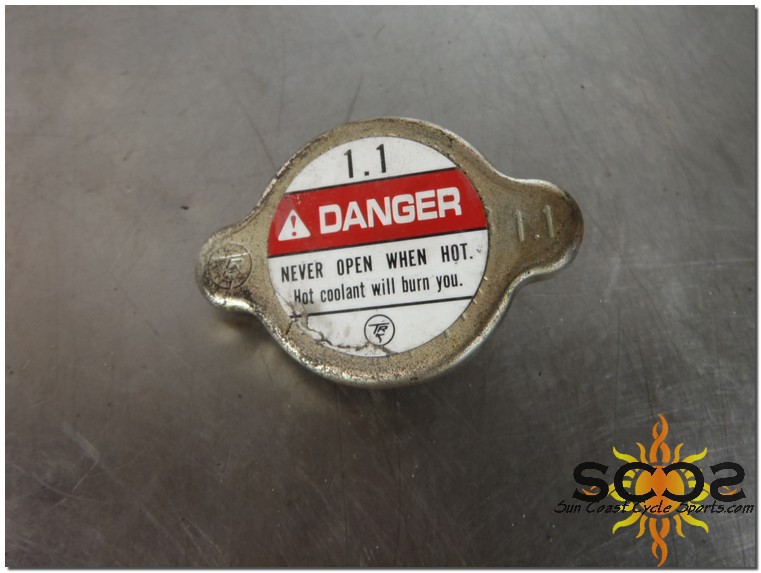 1.1
DANGER
NEVER OPEN WHEN HOT.
Hot coolant will burn you.
TR
1.1
SCCS
Sun Coast Cycle Sports.com